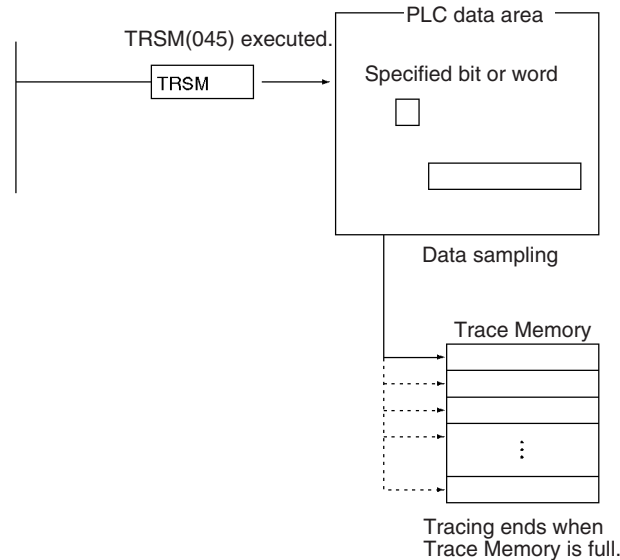 PLC data area
TRSM(045) executed.
Specified bit or word
TRSM
Data sampling
Trace Memory
Tracing ends when
Trace Memory is full.